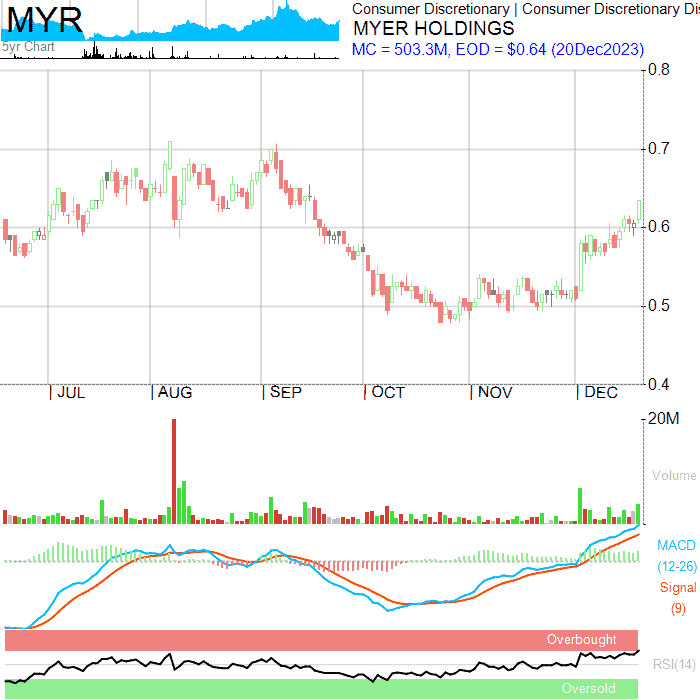 MYR
Consumer Discretionary | Consumer Discretionary Dis
MYER HOLDINGS
5yr Chart
MC = 503.3M, EOD = $0.64 (20Dec2023)
0.8
0.7
0.6
0.5
0.4
| JUL | AUG | SEP | OCT | NOV | DEC
20M
Volume
MACD
(12-26)
Signal
(9)
Overbought
RSI(14)
Oversold